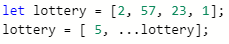 let lottery = [2, 57, 23, 1];
lottery = [ 5, ...lottery];